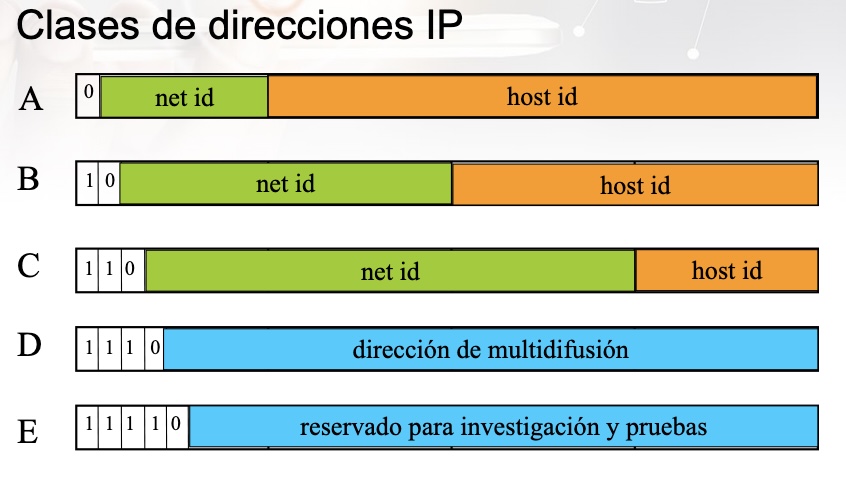 Clases de direcciones IP
A 0 net id host id
B 1 0 net id host id
C 1 1 0 net id host id
D 1 1 1 0 dirección de multidifusión
E 1 1 1 1 0 reservado para investigación y pruebas